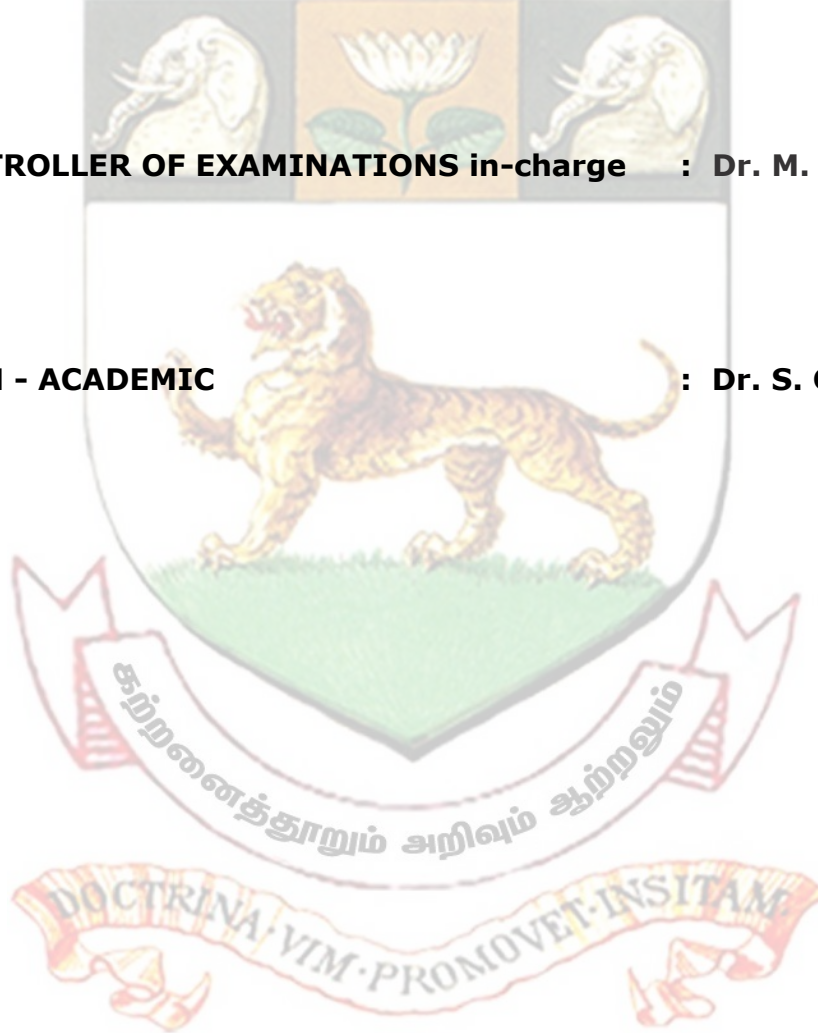 TROLLER OF EXAMINATIONS in-charge : Dr. M.
- ACADEMIC : Dr. S.
கற்றனைத்தூறும் அறிவும் ஆற்றலும்
DOCTRINA·VIM·PROMOVET·INSITAM.